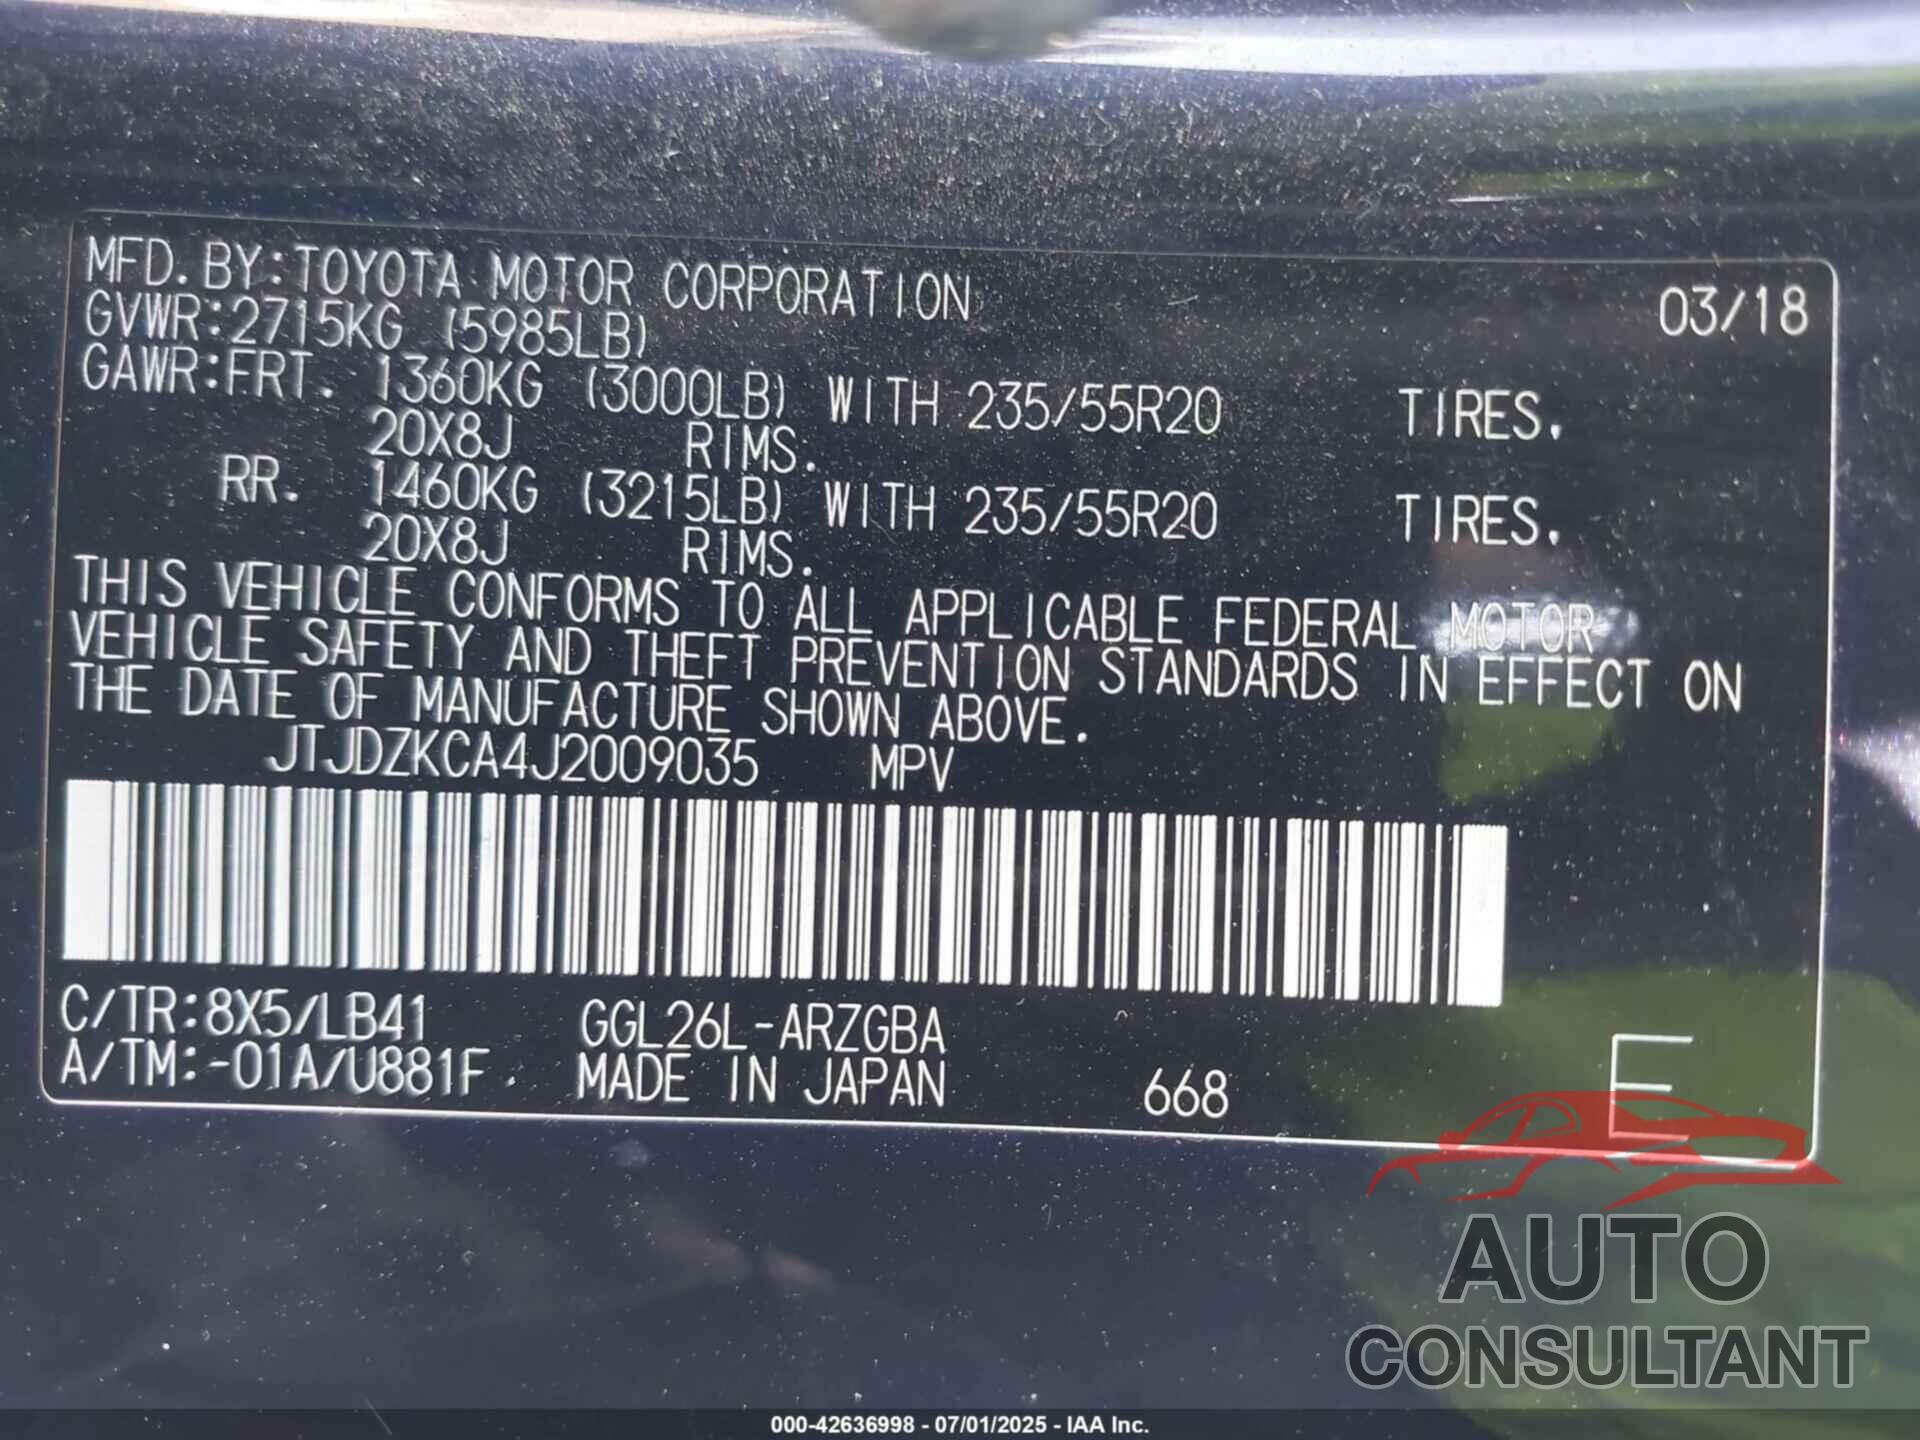 MFD. BY: TOYOTA MOTOR CORPORATION 03/18
GVWR: 2715KG (5985LB)
GAWR: FRT. 1360KG (3000LB) WITH 235/55R20 TIRES.
20X8J RIMS.
RR. 1460KG (3215LB) WITH 235/55R20 TIRES.
20X8J RIMS.
THIS VEHICLE CONFORMS TO ALL APPLICABLE FEDERAL MOTOR
VEHICLE SAFETY AND THEFT PREVENTION STANDARDS IN EFFECT ON
THE DATE OF MANUFACTURE SHOWN ABOVE.
JTJDZKCA4J2009035 MPV
C/TR: 8X5/LB41 GGL26L-ARZGBA
A/TM: -01A/U881F MADE IN JAPAN 668 E
AUTO
CONSULTANT
000-42636998 - 07/01/2025 - IAA Inc.